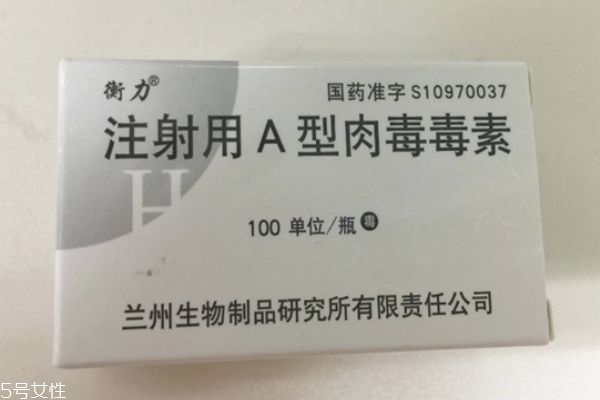 衡力®
国药准字 S10970037
注射用 A 型肉毒毒素
H
100 单位/瓶 毒
兰州生物制品研究所有限责任公司
5号女性